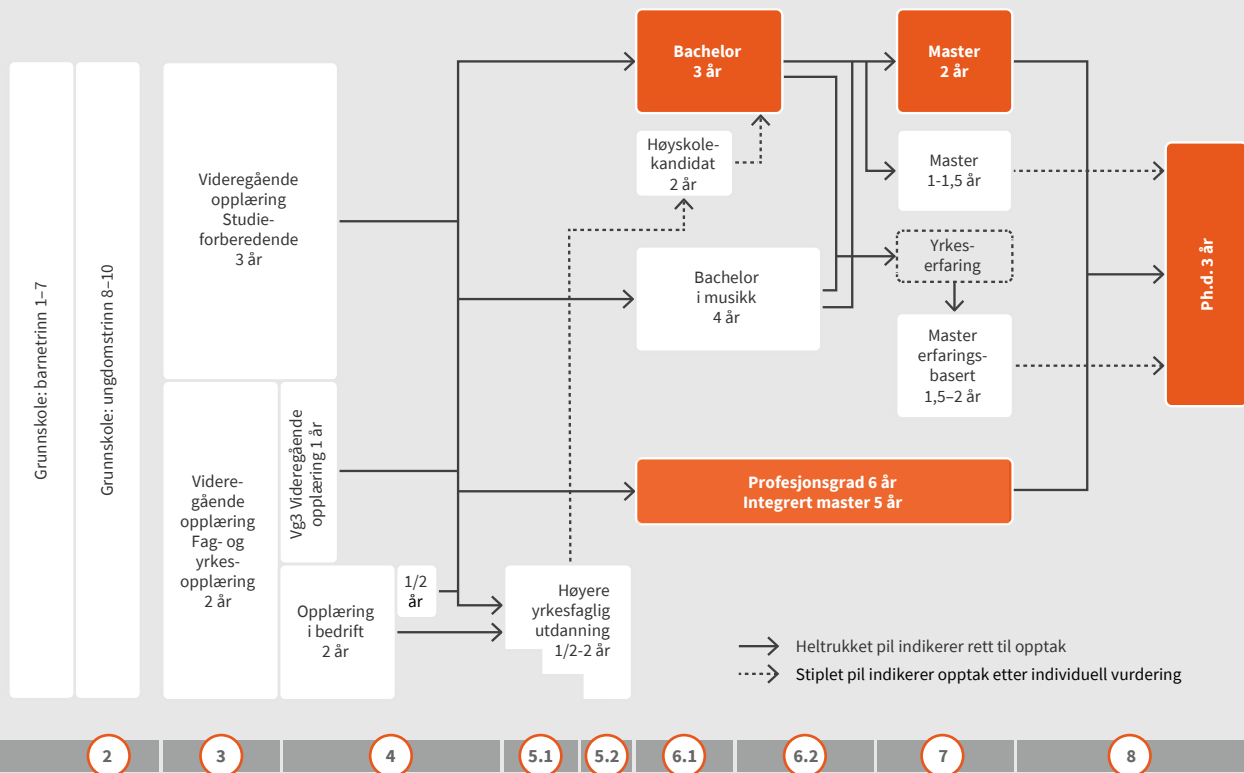 Grunnskole: barnetrinn 1–7
Grunnskole: ungdomstrinn 8–10
Videregående
opplæring
Studie-
forberedende
3 år
Videre-
gående
opplæring
Fag- og
yrkes-
opplæring
2 år
Vg3 Videregående
opplæring 1 år
Opplæring
i bedrift
2 år
1/2
år
Høyere
yrkesfaglig
utdanning
1/2-2 år
Bachelor
3 år
Høyskole-
kandidat
2 år
Bachelor
i musikk
4 år
Profesjonsgrad 6 år
Integrert master 5 år
Master
2 år
Master
1-1,5 år
Yrkes-
erfaring
Master
erfarings-
basert
1,5–2 år
Ph.d. 3 år
Heltrukket pil indikerer rett til opptak
Stiplet pil indikerer opptak etter individuell vurdering
2 3 4 5.1 5.2 6.1 6.2 7 8